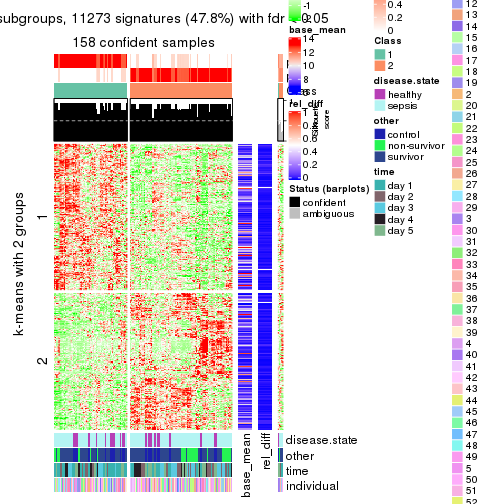 subgroups, 11273 signatures (47.8%) with fdr < 0.05
158 confident samples
k-means with 2 groups
1
2
base_mean
rel_diff
disease.state
other
time
individual
-1
base_mean
14
12
10
8
6
Class
rel_diff
1
0.8
0.6
0.4
0.2
0
Silhouette
score
Status (barplots)
confident
ambiguous
0.4
0.2
0
Class
1
2
disease.state
healthy
sepsis
other
control
non-survivor
survivor
time
day 1
day 2
day 3
day 4
day 5
12
13
14
15
16
17
18
19
2
20
21
22
23
24
25
26
27
28
29
3
30
31
32
33
34
35
36
37
38
39
4
40
41
42
43
44
45
46
47
48
49
5
50
51
52